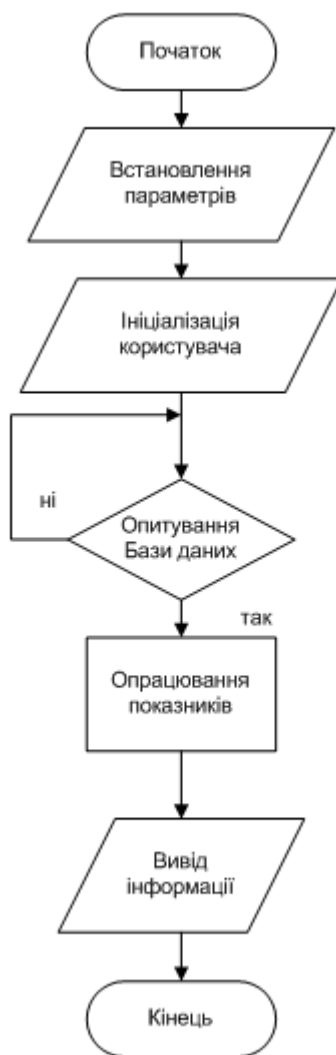 Початок
Встановлення
параметрів
Ініціалізація
користувача
ні
Опитування
Бази даних
так
Опрацювання
показників
Вивід
інформації
Кінець